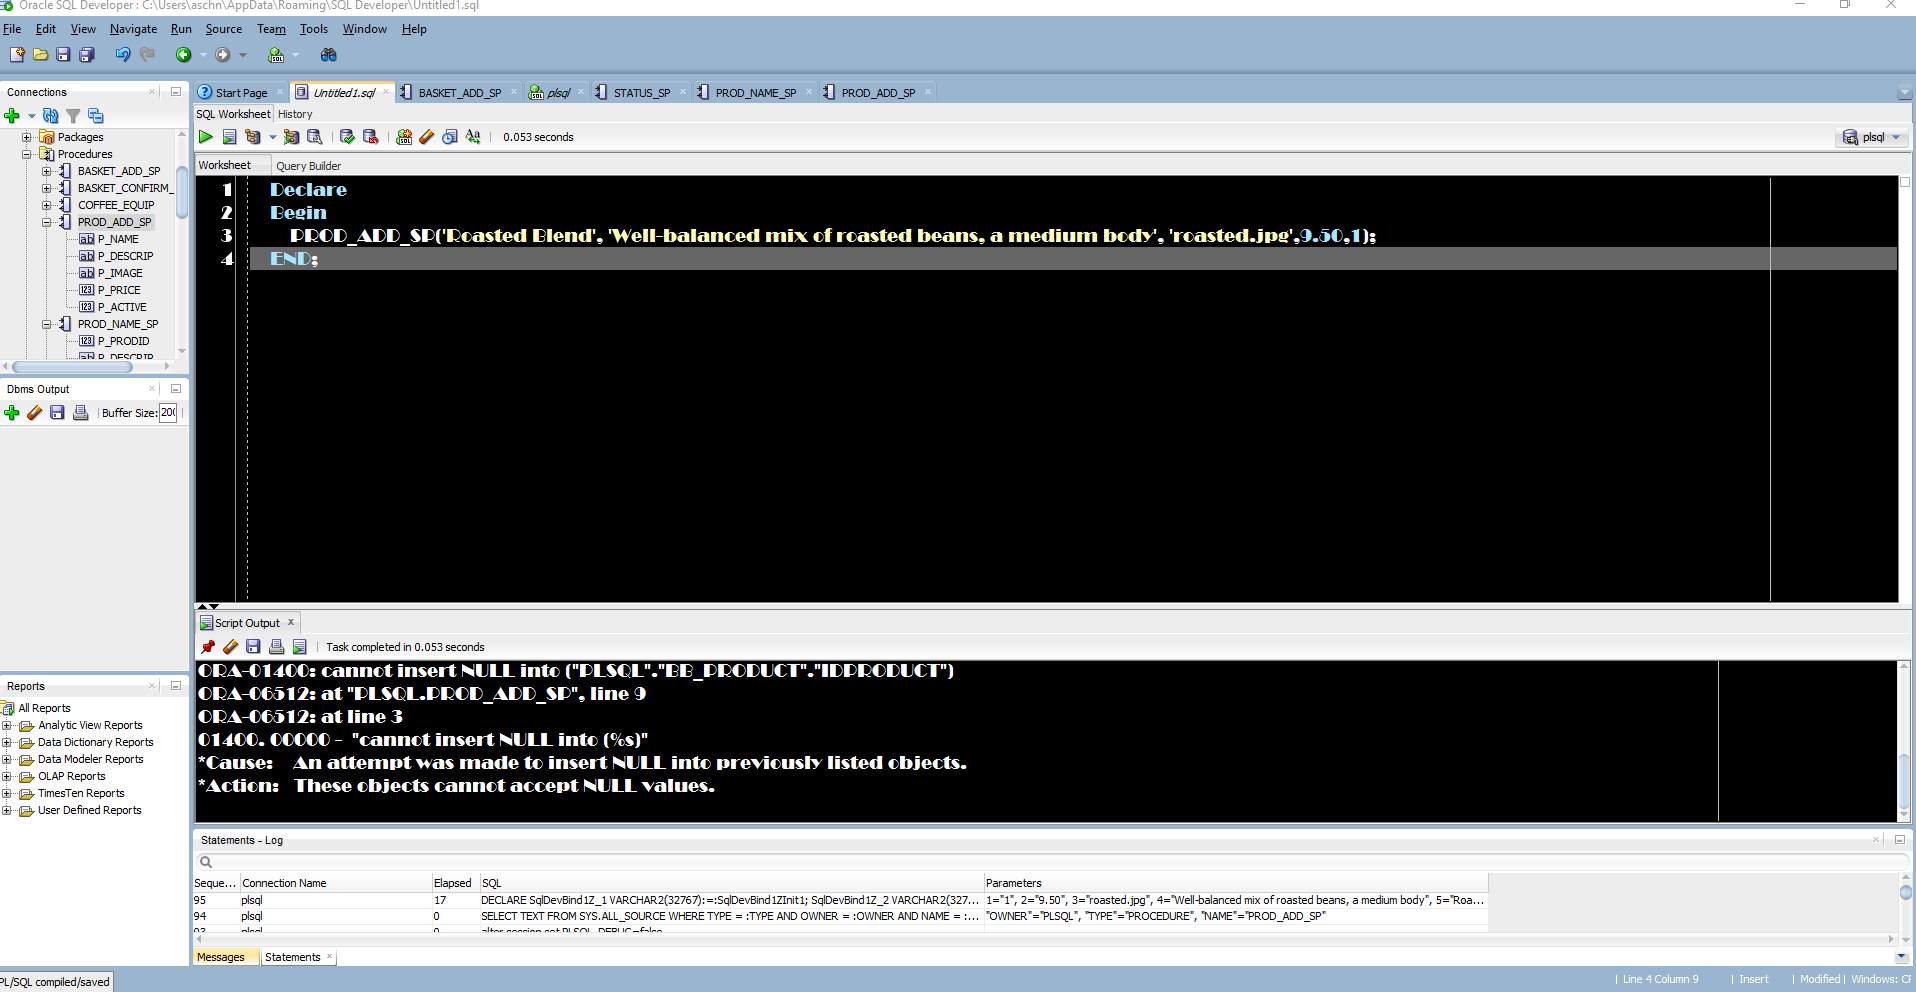 Oracle SQL Developer : C:\Users\aschn\AppData\Roaming\SQL Developer\Untitled1.sql
File Edit View Navigate Run Source Team Tools Window Help
Connections
Packages
Procedures
BASKET_ADD_SP
BASKET_CONFIRM_
COFFEE_EQUIP
PROD_ADD_SP
P_NAME
P_DESCRIP
P_IMAGE
P_PRICE
P_ACTIVE
PROD_NAME_SP
P_PRODID
P_DESCRIP
Dbms Output
Buffer Size: 200
Reports
All Reports
Analytic View Reports
Data Dictionary Reports
Data Modeler Reports
OLAP Reports
TimesTen Reports
User Defined Reports
Start Page Untitled1.sql BASKET_ADD_SP plsql STATUS_SP PROD_NAME_SP PROD_ADD_SP
SQL Worksheet History
0.053 seconds
plsql
Worksheet Query Builder
1 Declare
2 Begin
3 PROD_ADD_SP('Roasted Blend', 'Well-balanced mix of roasted beans, a medium body', 'roasted.jpg',9.50,1);
4 END;
Script Output
Task completed in 0.053 seconds
ORA-01400: cannot insert NULL into ("PLSQL"."BB_PRODUCT"."IDPRODUCT")
ORA-06512: at "PLSQL.PROD_ADD_SP", line 9
ORA-06512: at line 3
01400. 00000 - "cannot insert NULL into (%s)"
*Cause: An attempt was made to insert NULL into previously listed objects.
*Action: These objects cannot accept NULL values.
Statements - Log
Seque... Connection Name Elapsed SQL Parameters
95 plsql 17 DECLARE SqlDevBind1Z_1 VARCHAR2(32767):=:SqlDevBind1ZInit1; SqlDevBind1Z_2 VARCHAR2(327... 1="1", 2="9.50", 3="roasted.jpg", 4="Well-balanced mix of roasted beans, a medium body", 5="Roa...
94 plsql 0 SELECT TEXT FROM SYS.ALL_SOURCE WHERE TYPE = :TYPE AND OWNER = :OWNER AND NAME = :... "OWNER"="PLSQL", "TYPE"="PROCEDURE", "NAME"="PROD_ADD_SP"
93 plsql 0 alter session set PLSQL_DEBUG=false
Messages Statements
PL/SQL compiled/saved
Line 4 Column 9 Insert Modified Windows: CF